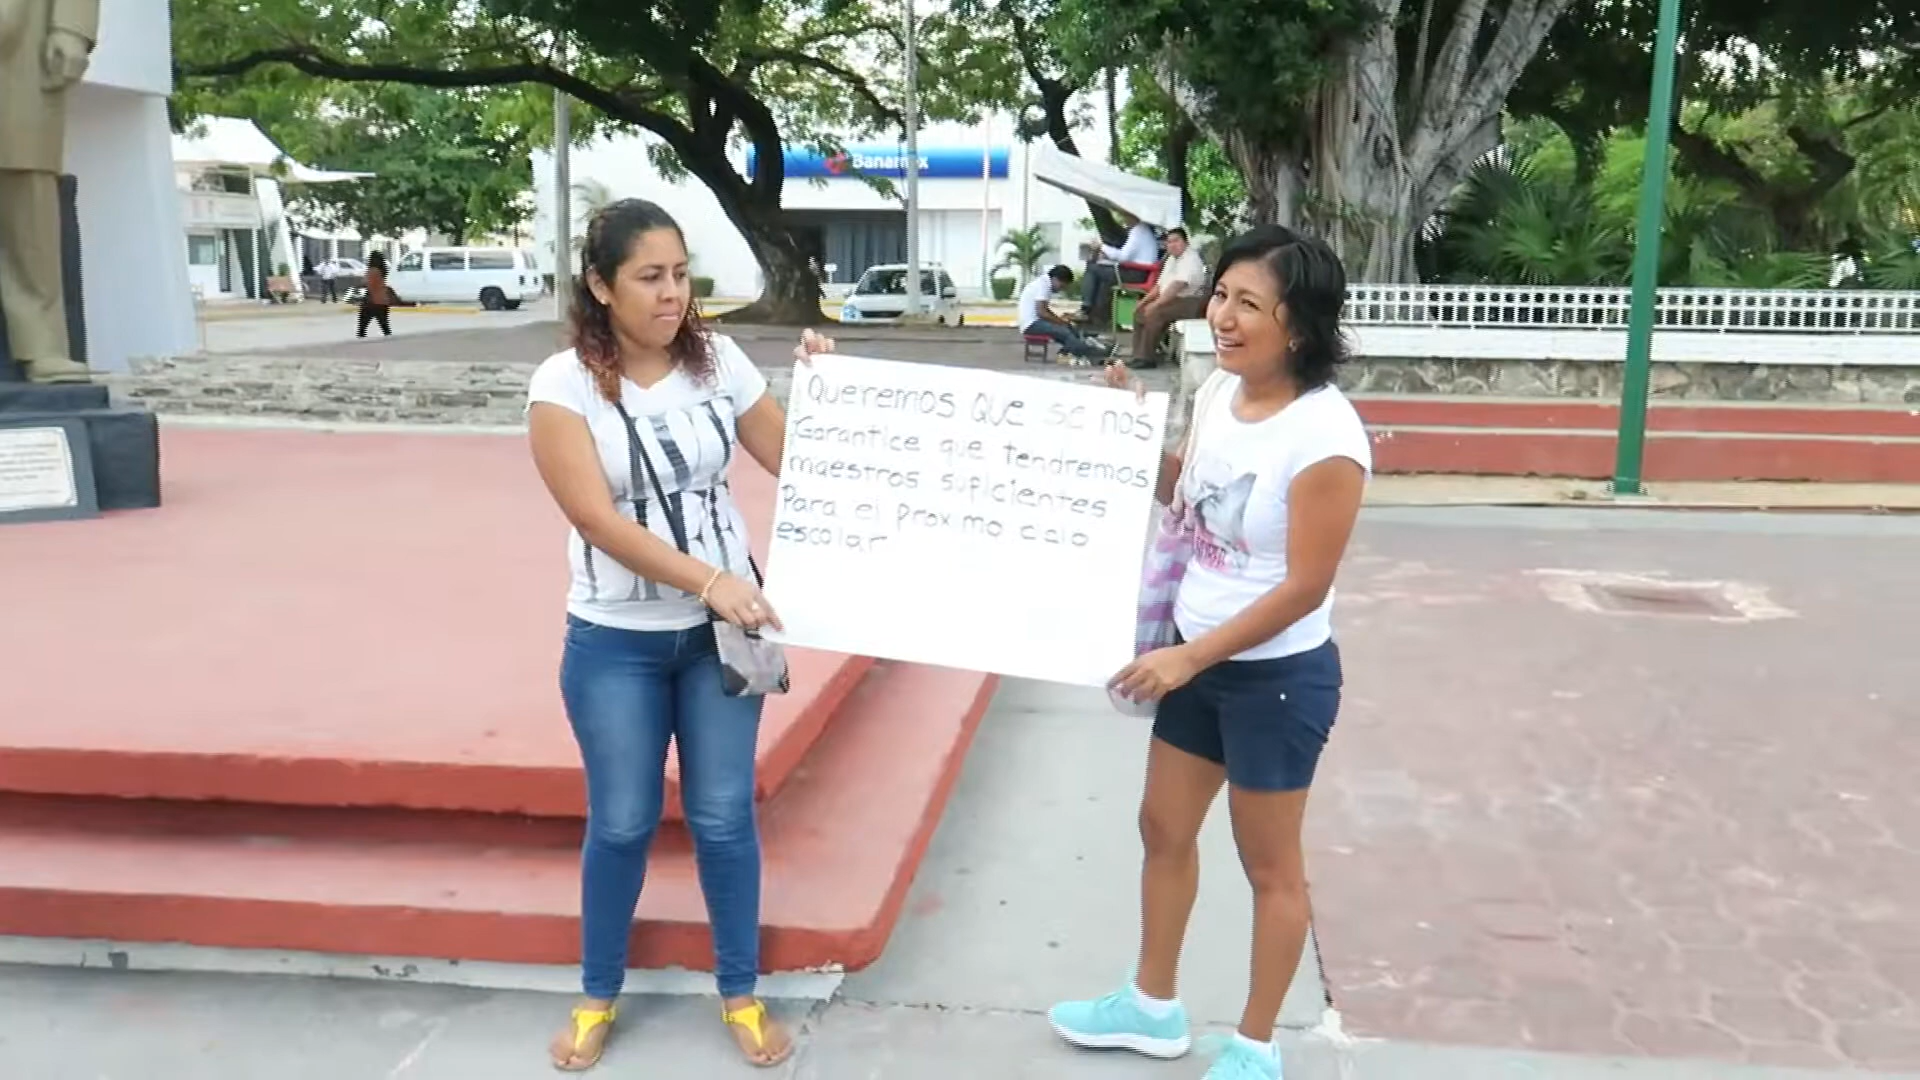 Banamex
Queremos que se nos
Garantice que tendremos
maestros suficientes
Para el proximo ciclo
escolar